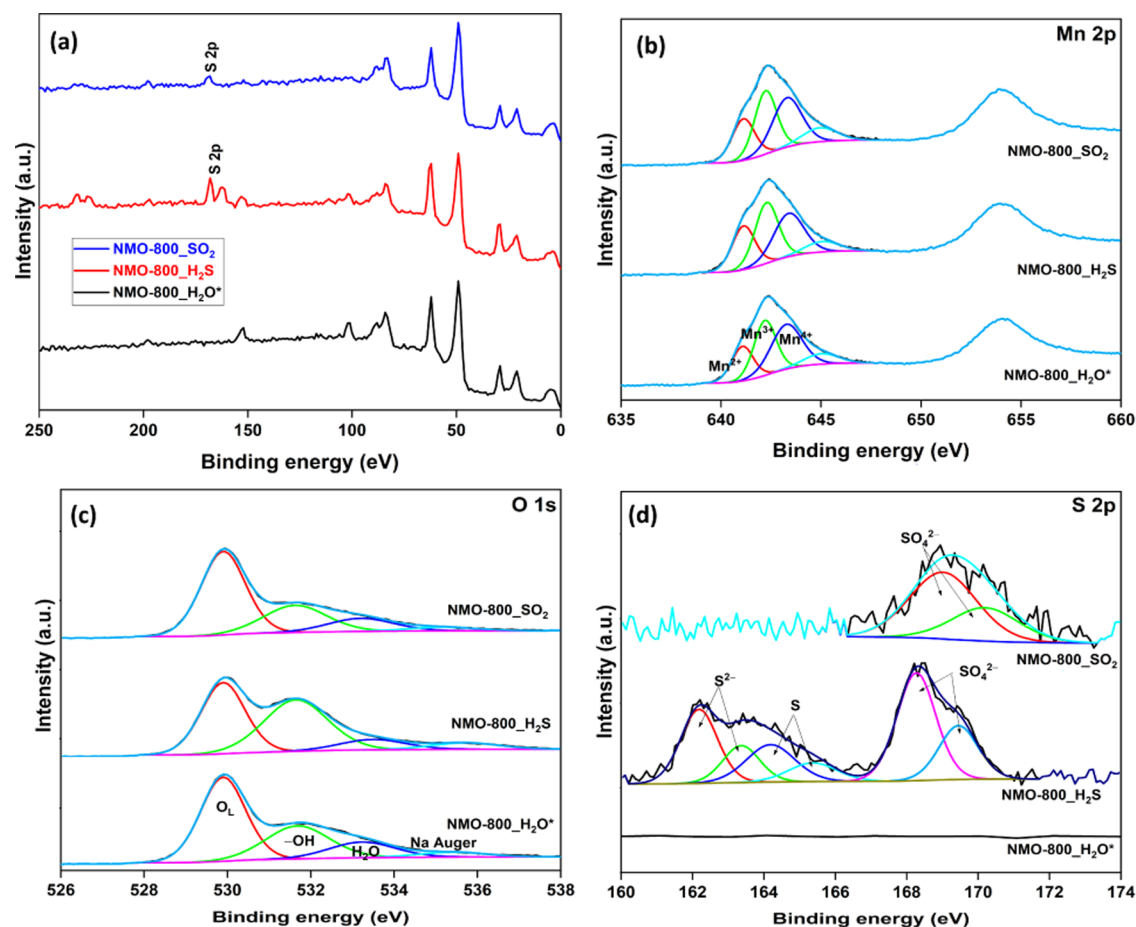 (a)
S 2p
S 2p
NMO-800_SO₂
NMO-800_H₂S
NMO-800_H₂O*
Intensity (a.u.)
250 200 150 100 50 0
Binding energy (eV)
(b)
Mn 2p
NMO-800_SO₂
NMO-800_H₂S
Mn²⁺
Mn³⁺
Mn⁴⁺
NMO-800_H₂O*
Intensity (a.u.)
635 640 645 650 655 660
Binding energy (eV)
(c)
O 1s
NMO-800_SO₂
NMO-800_H₂S
NMO-800_H₂O*
O_L
–OH
H₂O
Na Auger
Intensity (a.u.)
526 528 530 532 534 536 538
Binding energy (eV)
(d)
S 2p
SO₄²⁻
NMO-800_SO₂
S²⁻
S
SO₄²⁻
NMO-800_H₂S
NMO-800_H₂O*
Intensity (a.u.)
160 162 164 166 168 170 172 174
Binding energy (eV)